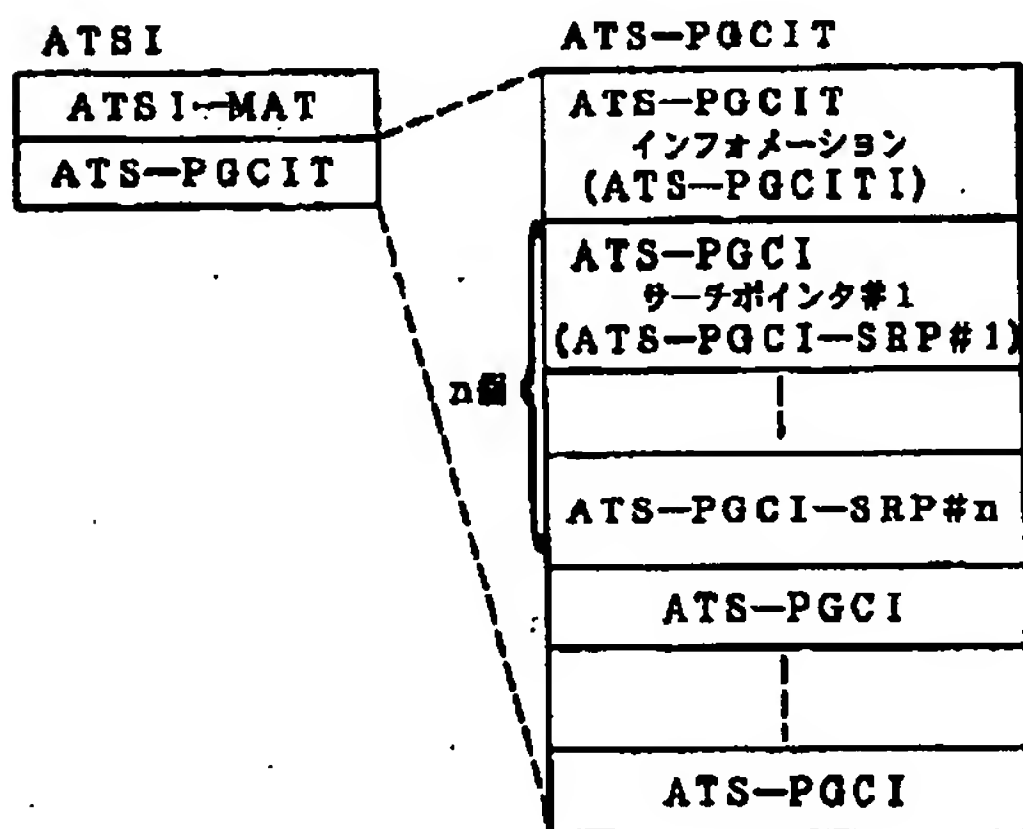 ATSI
ATSI-MAT
ATS-PGCIT
ATS-PGCIT
ATS-PGCIT
インフォメーション
(ATS-PGCITI)
ATS-PGCI
サーチポインタ#1
(ATS-PGCI-SRP#1)
n個
ATS-PGCI-SRP#n
ATS-PGCI
ATS-PGCI